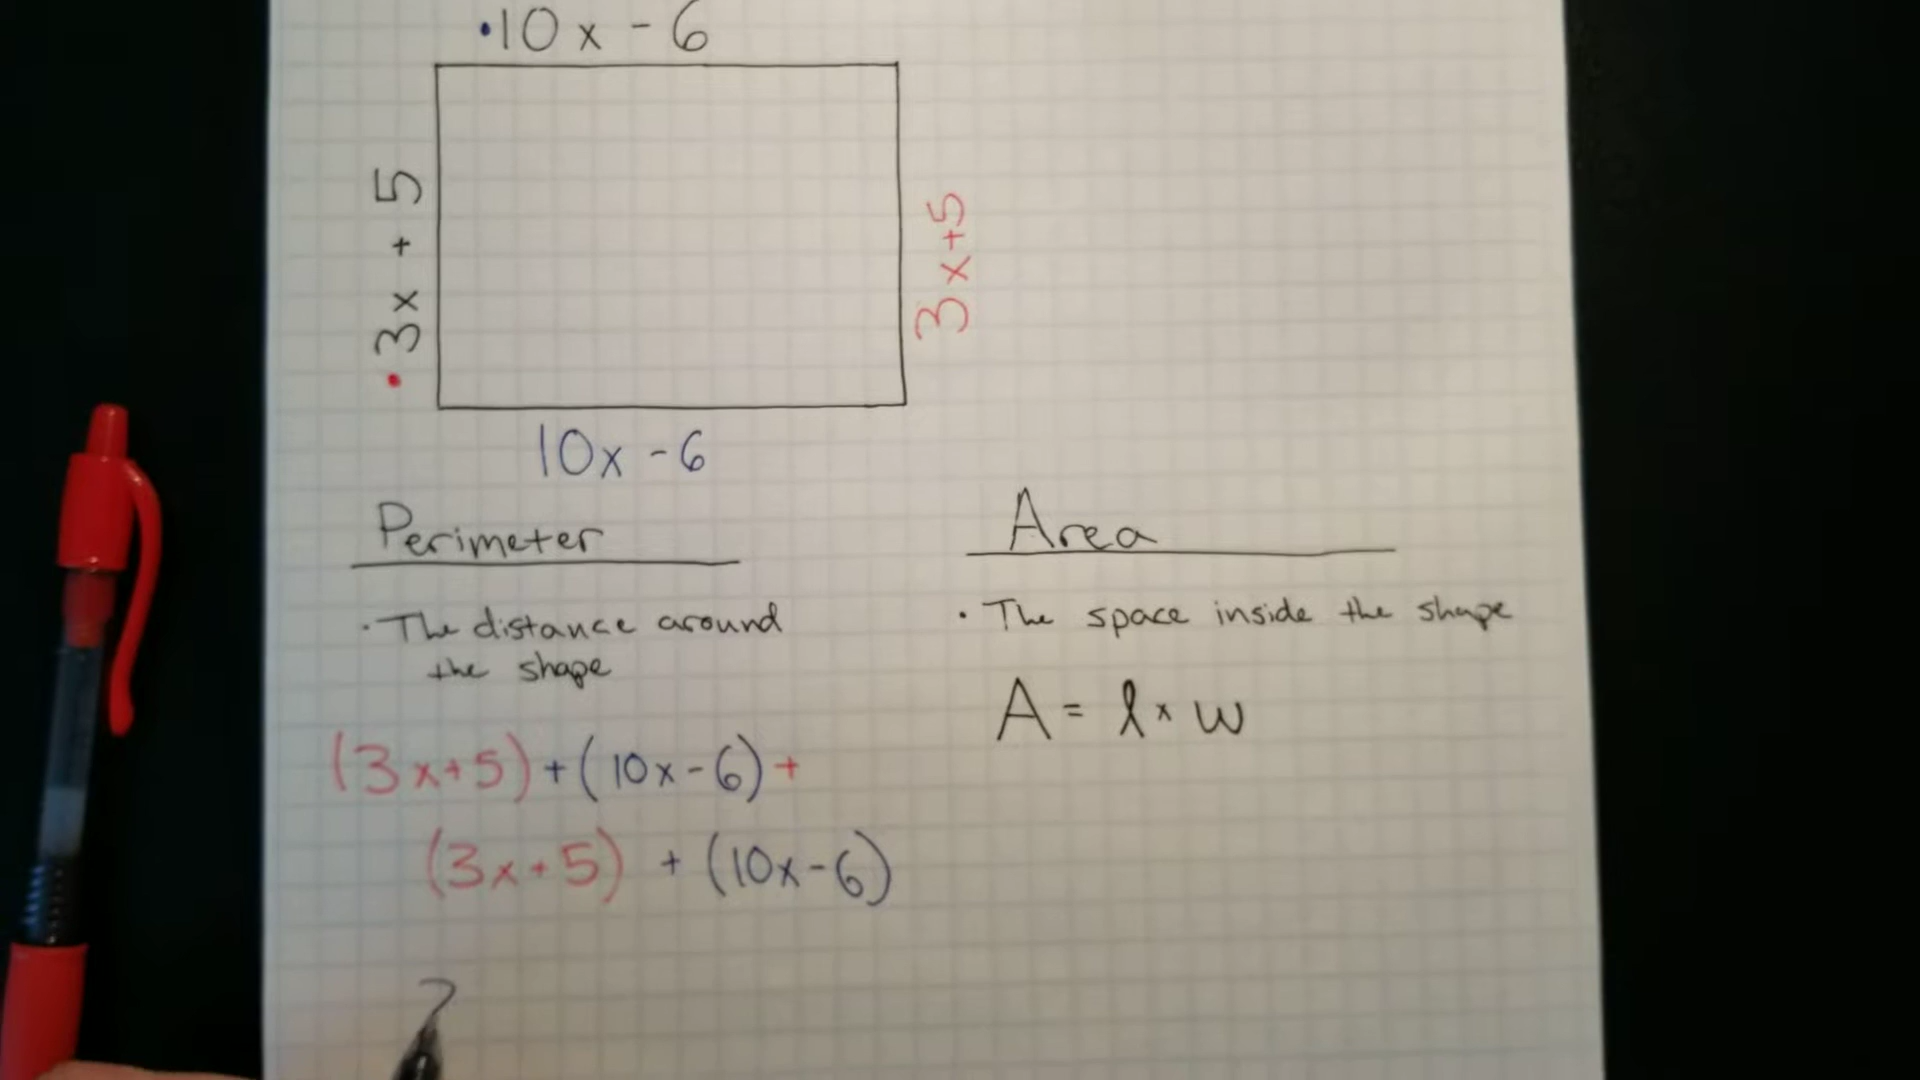 10x - 6
3x + 5
3x+5
10x - 6
Perimeter
Area
· The distance around
the shape
· The space inside the shape
A = l × w
(3x+5)+(10x-6)+
(3x+5) + (10x-6)